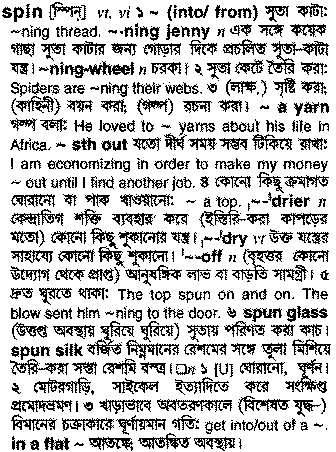 spin [স্পিন্] vt, vi ১ ~ (into/ from) সুতা কাটা:
~ning thread. ~ning jenny n এক সঙ্গে কয়েক
গাছা সুতা কাটার জন্য গোড়ার দিকে প্রচলিত সুতা-কাটা
যন্ত্র। ~ning-wheel n চরকা। ২ সুতা কেটে তৈরি করা:
Spiders are ~ning their webs. ৩ (লাক্ষ.) সৃষ্টি করা;
(কাহিনী) বয়ন করা; (গল্প) রচনা করা। ~ a yarn
গল্প বলা: He loved to ~ yarns about his life in
Africa. ~ sth out যতো দীর্ঘ সময় সম্ভব টিকিয়ে রাখা:
I am economizing in order to make my money
~ out until I find another job. ৪ কোনো কিছু ক্রমাগত
ঘোরানো বা পাক খাওয়ানো: ~ a top. ˌ~-ˈdrier n
কেন্দ্রাতিগ শক্তি ব্যবহার করে (ইস্তিরি-করা কাপড়ের
মতো) কোনো কিছু শুকানোর যন্ত্র। ˌ~-ˈdry vt উক্ত যন্ত্রের
সাহায্যে কোনো কিছু শুকানো। ˈ~-off n (বৃহত্তর কোনো
উদ্যোগ থেকে প্রাপ্ত) আনুষঙ্গিক লাভ বা বাড়তি সামগ্রী। ৫
দ্রুত ঘুরতে থাকা: The top spun on and on. The
blow sent him ~ning to the door. ৬ spun glass
(উত্তপ্ত অবস্থায় ঘুরিয়ে ঘুরিয়ে) সুতায় পরিণত করা কাচ।
spun silk বর্জিত নিম্নমানের রেশমের সঙ্গে তুলা মিশিয়ে
তৈরি-করা সস্তা রেশমি বস্ত্র। □n ১ [U] ঘোরানো, ঘূর্ণন।
২ মোটরগাড়ি, সাইকেল ইত্যাদিতে করে সংক্ষিপ্ত
প্রমোদভ্রমণ। ৩ খাড়াভাবে অবতরণকালে (বিশেষত যুদ্ধ-)
বিমানের চক্রাকারে ঘূর্ণায়মান গতি: get into/out of a ~.
in a flat ~ আতঙ্কে; আতঙ্কিত অবস্থায়।